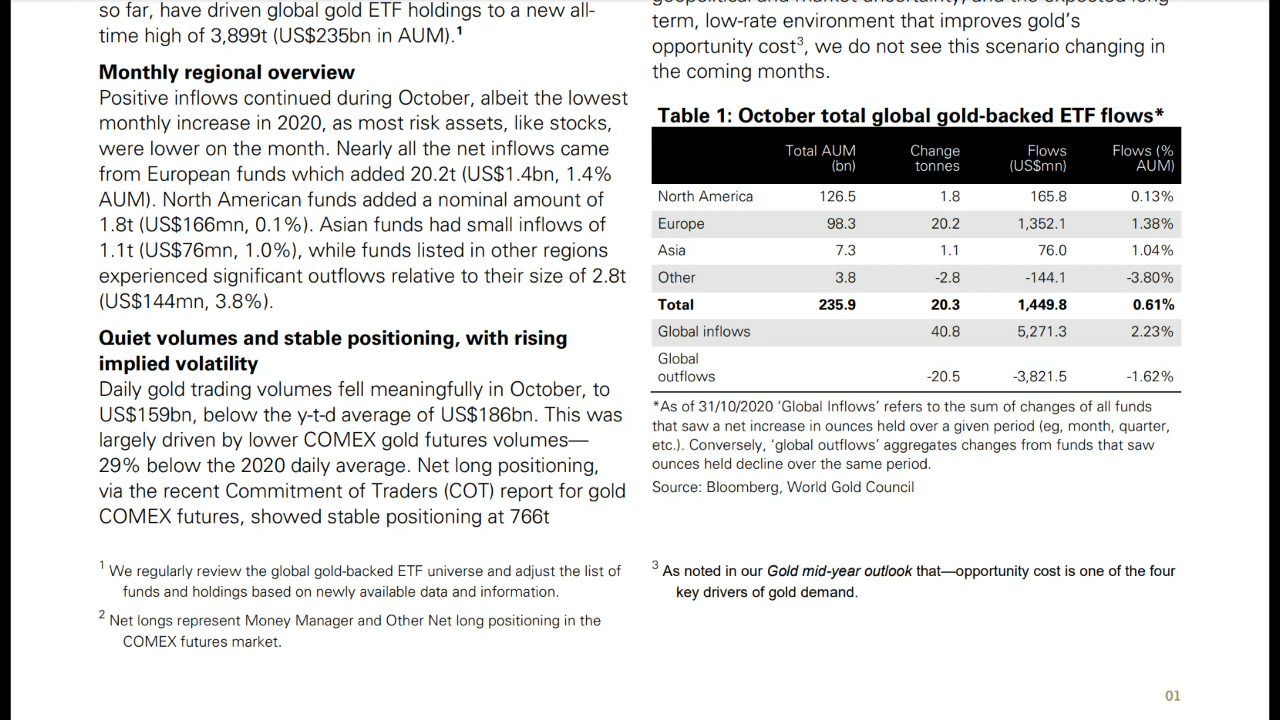 so far, have driven global gold ETF holdings to a new all-
time high of 3,899t (US$235bn in AUM).¹
Monthly regional overview
Positive inflows continued during October, albeit the lowest
monthly increase in 2020, as most risk assets, like stocks,
were lower on the month. Nearly all the net inflows came
from European funds which added 20.2t (US$1.4bn, 1.4%
AUM). North American funds added a nominal amount of
1.8t (US$166mn, 0.1%). Asian funds had small inflows of
1.1t (US$76mn, 1.0%), while funds listed in other regions
experienced significant outflows relative to their size of 2.8t
(US$144mn, 3.8%).
Quiet volumes and stable positioning, with rising
implied volatility
Daily gold trading volumes fell meaningfully in October, to
US$159bn, below the y-t-d average of US$186bn. This was
largely driven by lower COMEX gold futures volumes—
29% below the 2020 daily average. Net long positioning,
via the recent Commitment of Traders (COT) report for gold
COMEX futures, showed stable positioning at 766t
¹ We regularly review the global gold-backed ETF universe and adjust the list of
funds and holdings based on newly available data and information.
² Net longs represent Money Manager and Other Net long positioning in the
COMEX futures market.
geopolitical and market uncertainty, and the expected long-
term, low-rate environment that improves gold's
opportunity cost³, we do not see this scenario changing in
the coming months.
Table 1: October total global gold-backed ETF flows*
Total AUM (bn) Change tonnes Flows (US$mn) Flows (% AUM)
North America 126.5 1.8 165.8 0.13%
Europe 98.3 20.2 1,352.1 1.38%
Asia 7.3 1.1 76.0 1.04%
Other 3.8 -2.8 -144.1 -3.80%
Total 235.9 20.3 1,449.8 0.61%
Global inflows 40.8 5,271.3 2.23%
Global outflows -20.5 -3,821.5 -1.62%
*As of 31/10/2020 'Global Inflows' refers to the sum of changes of all funds
that saw a net increase in ounces held over a given period (eg, month, quarter,
etc.). Conversely, 'global outflows' aggregates changes from funds that saw
ounces held decline over the same period.
Source: Bloomberg, World Gold Council
³ As noted in our Gold mid-year outlook that—opportunity cost is one of the four
key drivers of gold demand.
01